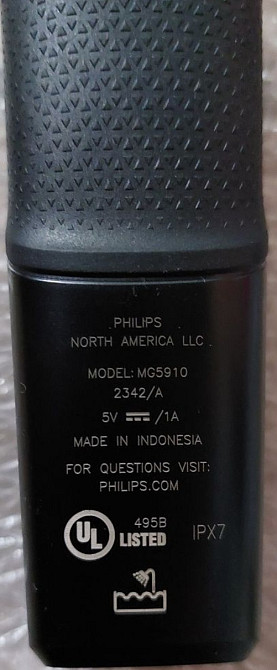 PHILIPS
NORTH AMERICA LLC
MODEL: MG5910
2342/A
5V ⎓ /1A
MADE IN INDONESIA
FOR QUESTIONS VISIT:
PHILIPS.COM
UL 495B LISTED IPX7